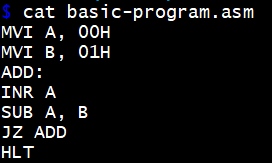 $ cat basic-program.asm
MVI A, 00H
MVI B, 01H
ADD:
INR A
SUB A, B
JZ ADD
HLT